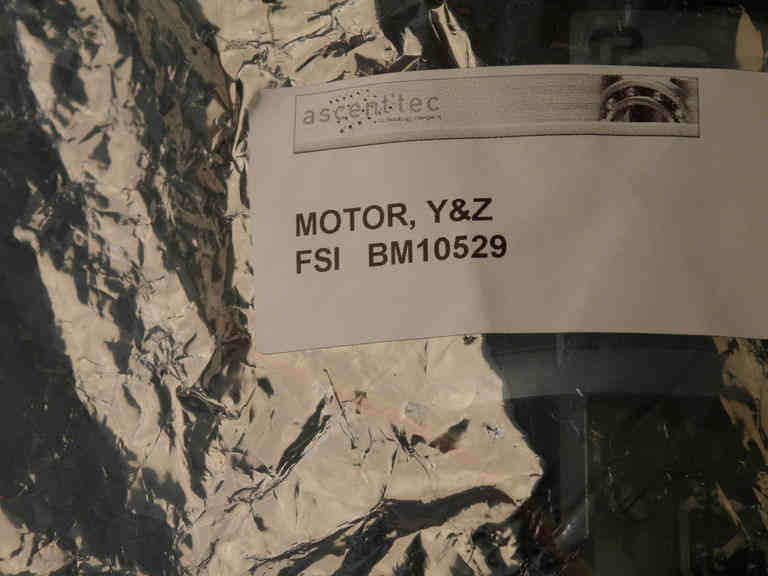 ascent tec
MOTOR, Y&Z
FSI BM10529